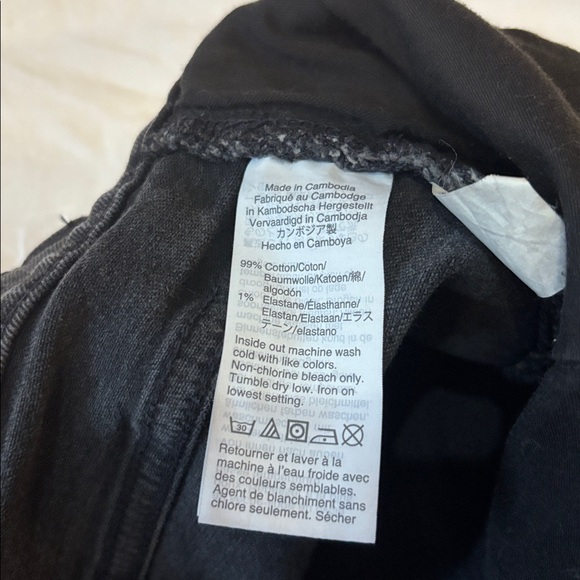 Made in Cambodia
Fabriqué au Cambodge
in Kambodscha Hergestellt
Vervaardigd in Cambodja
カンボジア製
Hecho en Camboya
99% Cotton/Coton/
Baumwolle/Katoen/綿/
algodón
1% Elastane/Élasthanne/
Elastan/Elastaan/エラス
テーン/elastano
Inside out machine wash
cold with like colors.
Non-chlorine bleach only.
Tumble dry low. Iron on
lowest setting.
30
Retourner et laver à la
machine à l'eau froide avec
des couleurs semblables.
Agent de blanchiment sans
chlore seulement. Sécher